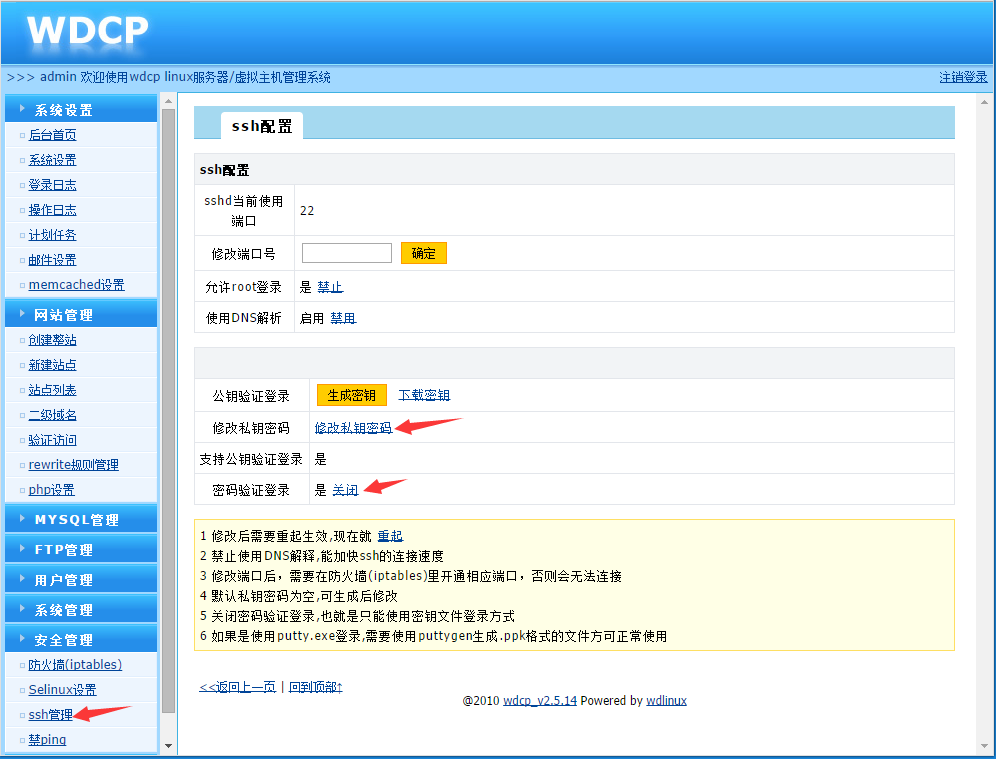 WDCP
>>> admin 欢迎使用wdcp linux服务器/虚拟主机管理系统
注销登录
系统设置
后台首页
系统设置
登录日志
操作日志
计划任务
邮件设置
memcached设置
网站管理
创建整站
新建站点
站点列表
二级域名
验证访问
rewrite规则管理
php设置
MYSQL管理
FTP管理
用户管理
系统管理
安全管理
防火墙(iptables)
Selinux设置
ssh管理
禁ping
ssh配置
ssh配置
sshd当前使用
端口
22
修改端口号
确定
允许root登录
是 禁止
使用DNS解析
启用 禁用
公钥验证登录
生成密钥 下载密钥
修改私钥密码
修改私钥密码
支持公钥验证登录
是
密码验证登录
是 关闭
1 修改后需要重起生效,现在就 重起
2 禁止使用DNS解释,能加快ssh的连接速度
3 修改端口后，需要在防火墙(iptables)里开通相应端口，否则会无法连接
4 默认私钥密码为空,可生成后修改
5 关闭密码验证登录,也就是只能使用密钥文件登录方式
6 如果是使用putty.exe登录,需要使用puttygen生成.ppk格式的文件方可正常使用
<<返回上一页 | 回到顶部↑
@2010 wdcp_v2.5.14 Powered by wdlinux